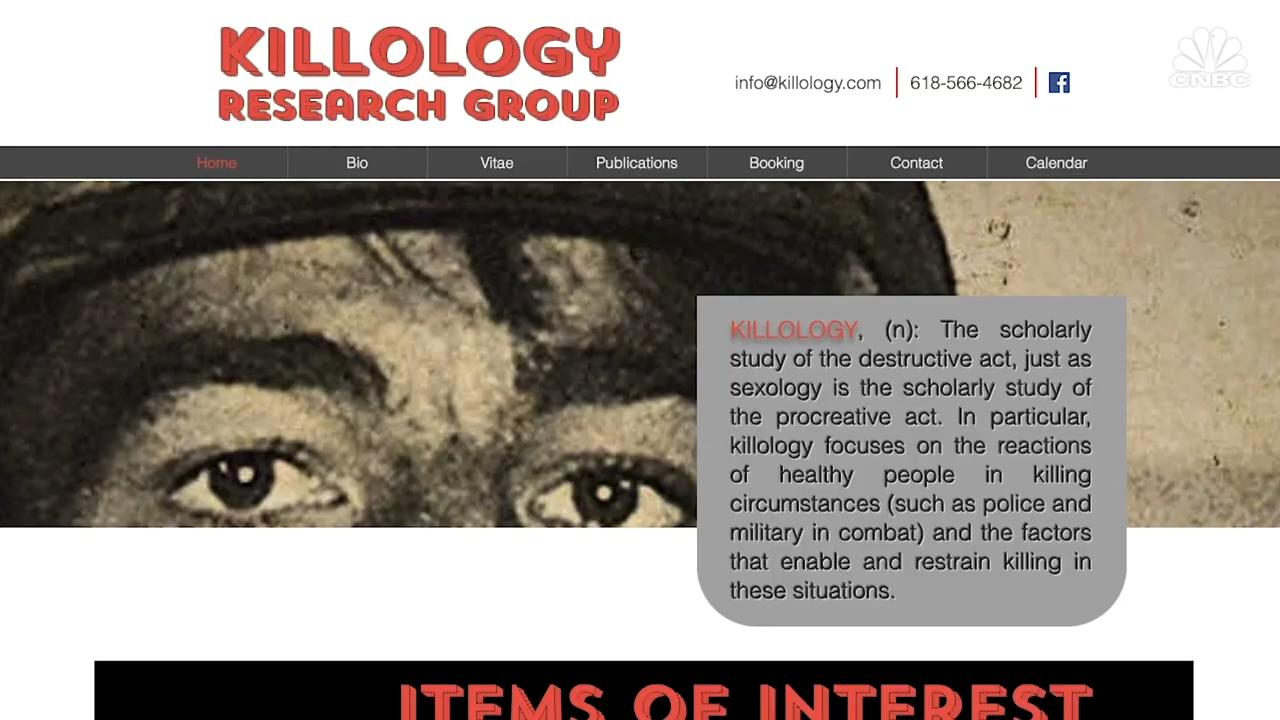 KILLOLOGY
RESEARCH GROUP
info@killology.com
618-566-4682
f
CNBC
Home
Bio
Vitae
Publications
Booking
Contact
Calendar
KILLOLOGY, (n): The scholarly
study of the destructive act, just as
sexology is the scholarly study of
the procreative act. In particular,
killology focuses on the reactions
of healthy people in killing
circumstances (such as police and
military in combat) and the factors
that enable and restrain killing in
these situations.
ITEMS OF INTEREST